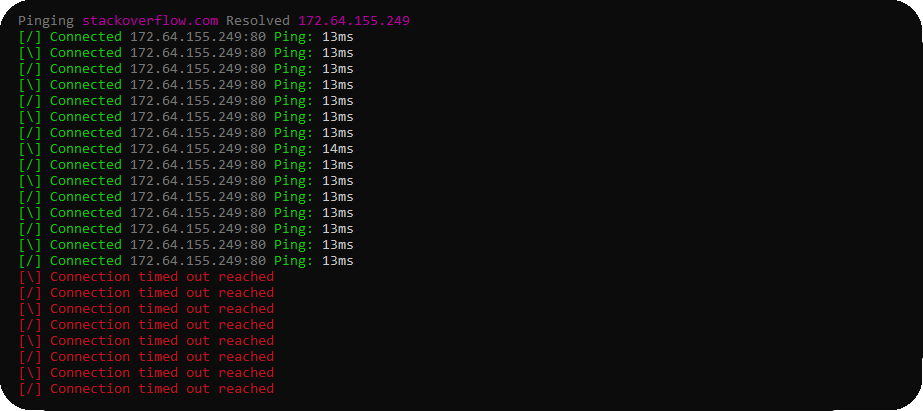 Pinging stackoverflow.com Resolved 172.64.155.249
[/] Connected 172.64.155.249:80 Ping: 13ms
[\] Connected 172.64.155.249:80 Ping: 13ms
[/] Connected 172.64.155.249:80 Ping: 13ms
[\] Connected 172.64.155.249:80 Ping: 13ms
[/] Connected 172.64.155.249:80 Ping: 13ms
[\] Connected 172.64.155.249:80 Ping: 13ms
[/] Connected 172.64.155.249:80 Ping: 13ms
[\] Connected 172.64.155.249:80 Ping: 14ms
[/] Connected 172.64.155.249:80 Ping: 13ms
[\] Connected 172.64.155.249:80 Ping: 13ms
[/] Connected 172.64.155.249:80 Ping: 13ms
[\] Connected 172.64.155.249:80 Ping: 13ms
[/] Connected 172.64.155.249:80 Ping: 13ms
[\] Connected 172.64.155.249:80 Ping: 13ms
[/] Connected 172.64.155.249:80 Ping: 13ms
[\] Connection timed out reached
[/] Connection timed out reached
[\] Connection timed out reached
[/] Connection timed out reached
[\] Connection timed out reached
[/] Connection timed out reached
[\] Connection timed out reached
[/] Connection timed out reached